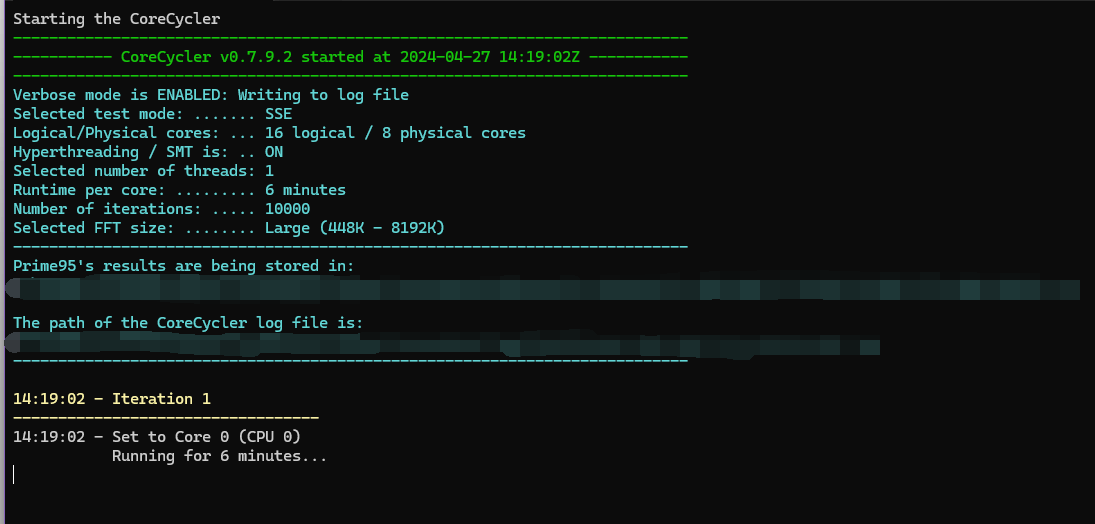 Starting the CoreCycler
---------------------------------------------------------------------------
----------- CoreCycler v0.7.9.2 started at 2024-04-27 14:19:02Z -----------
---------------------------------------------------------------------------
Verbose mode is ENABLED: Writing to log file
Selected test mode: ....... SSE
Logical/Physical cores: ... 16 logical / 8 physical cores
Hyperthreading / SMT is: .. ON
Selected number of threads: 1
Runtime per core: ......... 6 minutes
Number of iterations: ..... 10000
Selected FFT size: ........ Large (448K - 8192K)
---------------------------------------------------------------------------
Prime95's results are being stored in:
The path of the CoreCycler log file is:
---------------------------------------------------------------------------
14:19:02 - Iteration 1
----------------------------------
14:19:02 - Set to Core 0 (CPU 0)
Running for 6 minutes...